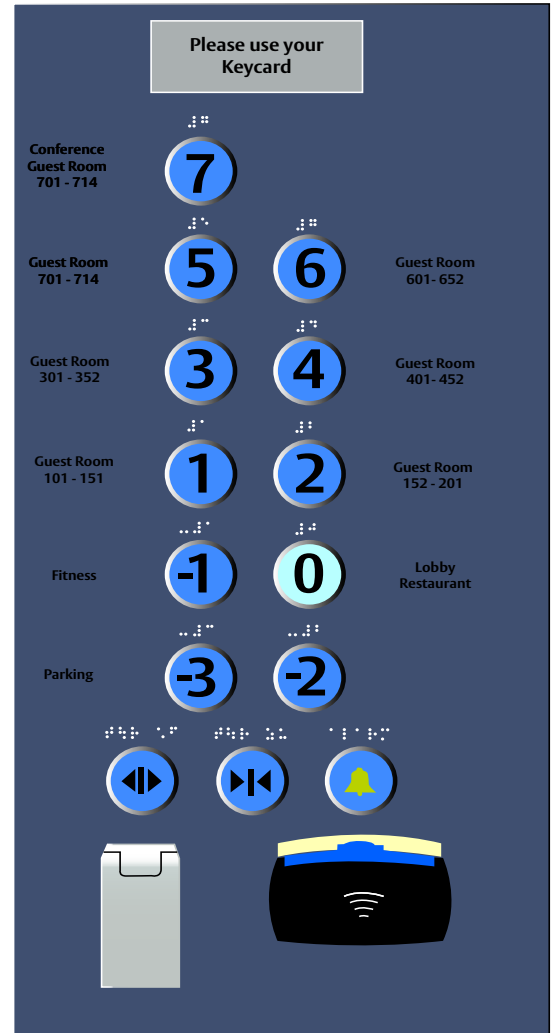 Please use your
Keycard
Conference
Guest Room
701 - 714
7
Guest Room
701 - 714
5
6
Guest Room
601- 652
Guest Room
301 - 352
3
4
Guest Room
401- 452
Guest Room
101 - 151
1
2
Guest Room
152 - 201
Fitness
-1
0
Lobby
Restaurant
Parking
-3
-2